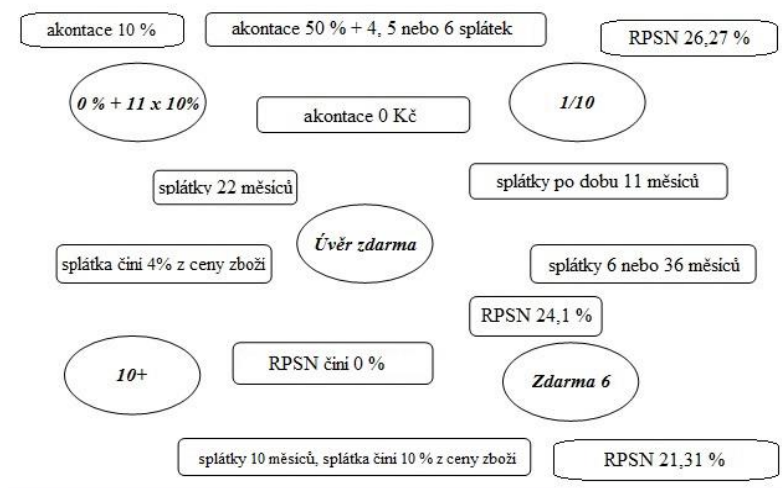 akontace 10 %
akontace 50 % + 4, 5 nebo 6 splátek
RPSN 26,27 %
0 % + 11 x 10%
akontace 0 Kč
1/10
splátky 22 měsíců
splátky po dobu 11 měsíců
Úvěr zdarma
splátka čini 4% z ceny zboží
splátky 6 nebo 36 měsíců
RPSN 24,1 %
10+
RPSN čini 0 %
Zdarma 6
splátky 10 měsíců, splátka čini 10 % z ceny zboží
RPSN 21,31 %